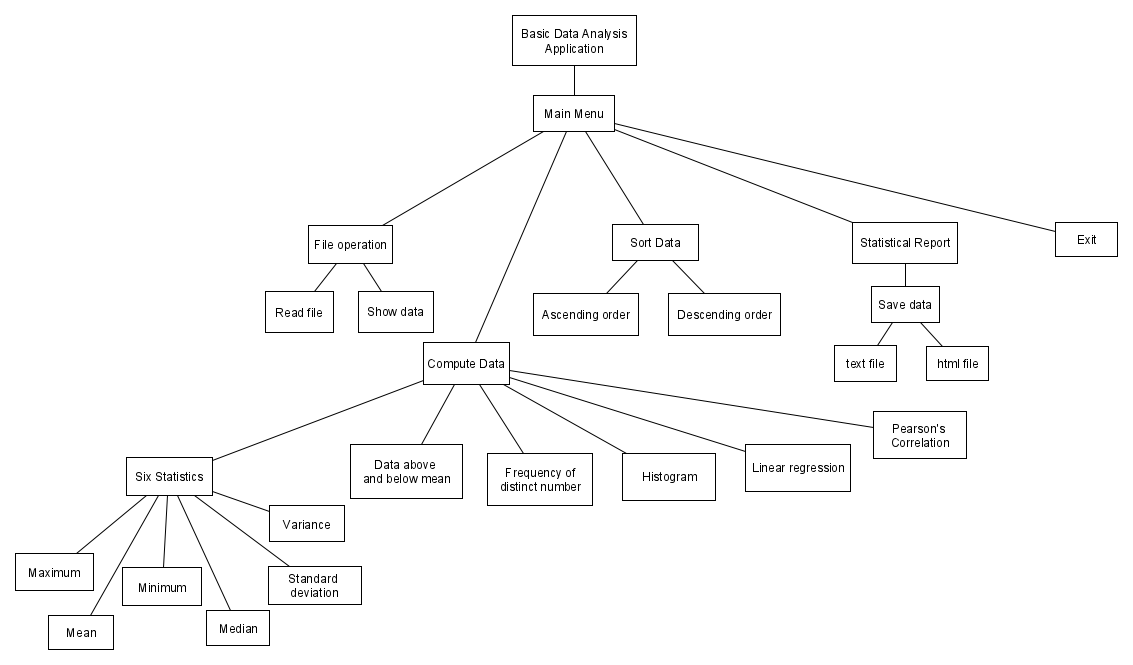 Basic Data Analysis
Application
Main Menu
File operation
Sort Data
Statistical Report
Exit
Read file
Show data
Ascending order
Descending order
Save data
text file
html file
Compute Data
Six Statistics
Data above
and below mean
Frequency of
distinct number
Histogram
Linear regression
Pearson's
Correlation
Variance
Maximum
Minimum
Standard
deviation
Mean
Median